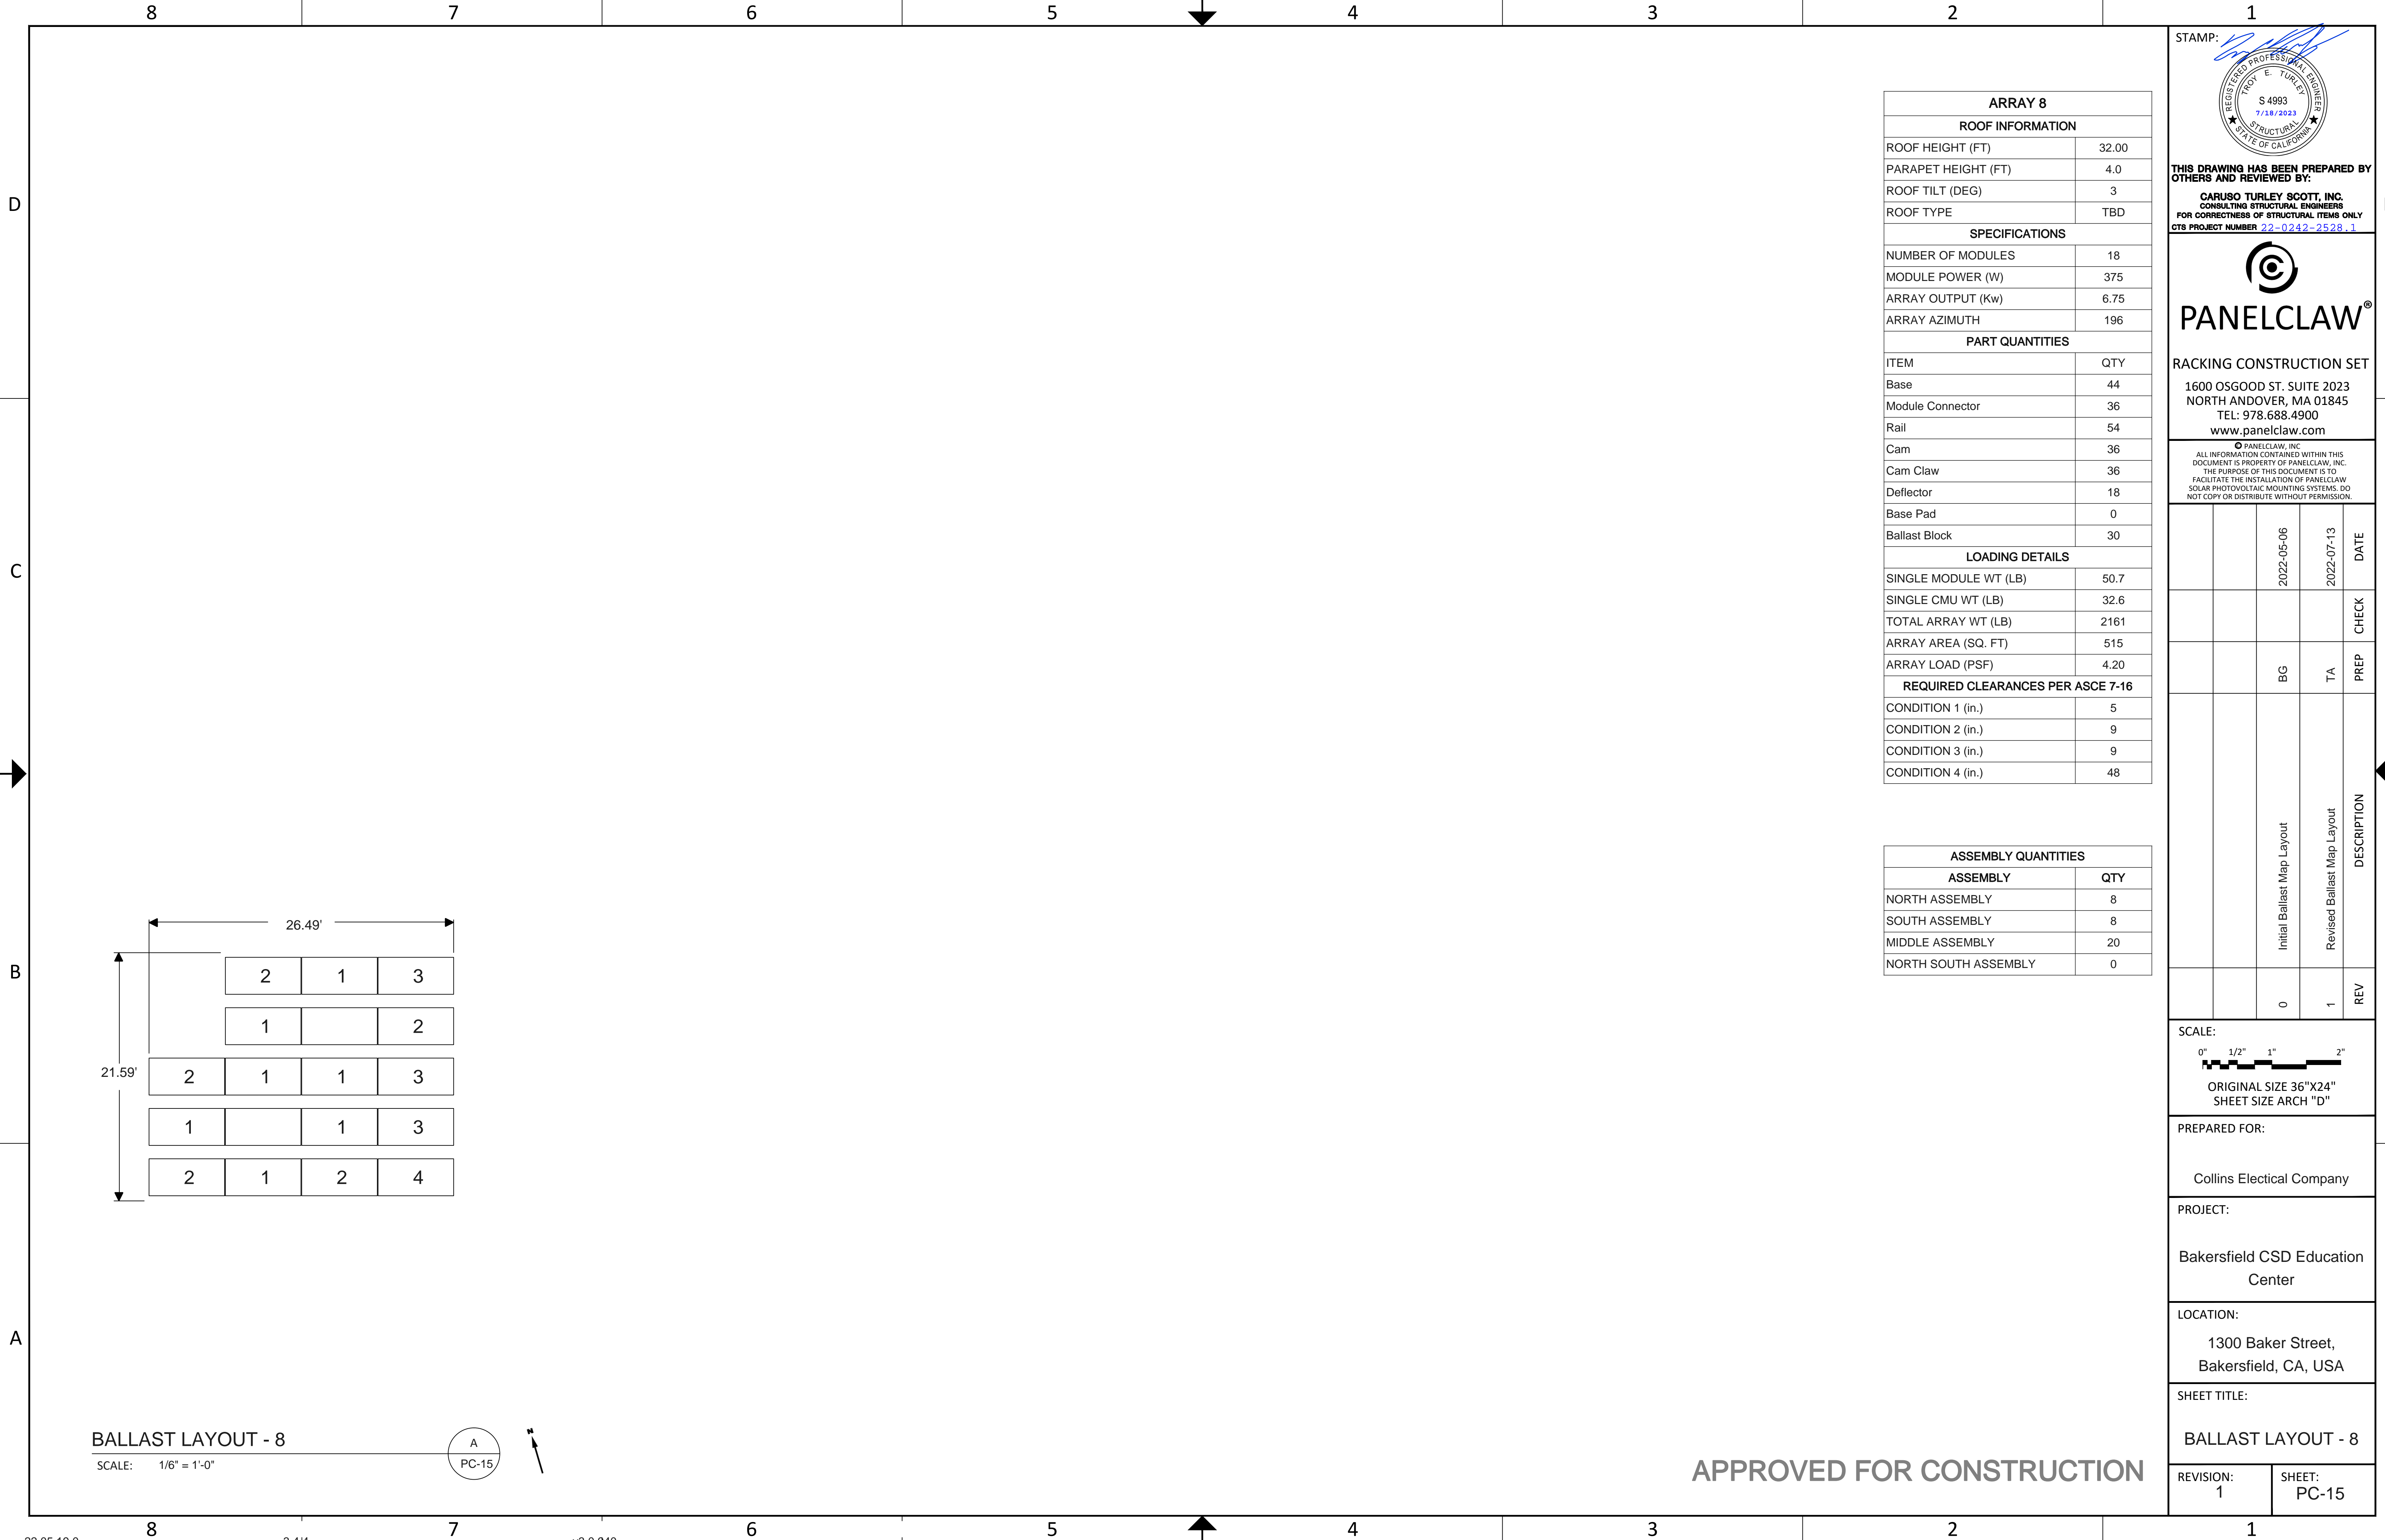 8 7 6 5 4 3 2 1
D
C
B
A
ARRAY 8
ROOF INFORMATION
ROOF HEIGHT (FT) 32.00
PARAPET HEIGHT (FT) 4.0
ROOF TILT (DEG) 3
ROOF TYPE TBD
SPECIFICATIONS
NUMBER OF MODULES 18
MODULE POWER (W) 375
ARRAY OUTPUT (Kw) 6.75
ARRAY AZIMUTH 196
PART QUANTITIES
ITEM QTY
Base 44
Module Connector 36
Rail 54
Cam 36
Cam Claw 36
Deflector 18
Base Pad 0
Ballast Block 30
LOADING DETAILS
SINGLE MODULE WT (LB) 50.7
SINGLE CMU WT (LB) 32.6
TOTAL ARRAY WT (LB) 2161
ARRAY AREA (SQ. FT) 515
ARRAY LOAD (PSF) 4.20
REQUIRED CLEARANCES PER ASCE 7-16
CONDITION 1 (in.) 5
CONDITION 2 (in.) 9
CONDITION 3 (in.) 9
CONDITION 4 (in.) 48
ASSEMBLY QUANTITIES
ASSEMBLY QTY
NORTH ASSEMBLY 8
SOUTH ASSEMBLY 8
MIDDLE ASSEMBLY 20
NORTH SOUTH ASSEMBLY 0
26.49'
21.59'
2 1 3
1 2
2 1 1 3
1 1 3
2 1 2 4
BALLAST LAYOUT - 8
SCALE: 1/6" = 1'-0"
A
PC-15
N
APPROVED FOR CONSTRUCTION
STAMP:
REGISTERED PROFESSIONAL ENGINEER
TROY E. TURLEY
S 4993
7/18/2023
STRUCTURAL
STATE OF CALIFORNIA
THIS DRAWING HAS BEEN PREPARED BY
OTHERS AND REVIEWED BY:
CARUSO TURLEY SCOTT, INC.
CONSULTING STRUCTURAL ENGINEERS
FOR CORRECTNESS OF STRUCTURAL ITEMS ONLY
CTS PROJECT NUMBER 22-0242-2528.1
PANELCLAW®
RACKING CONSTRUCTION SET
1600 OSGOOD ST. SUITE 2023
NORTH ANDOVER, MA 01845
TEL: 978.688.4900
www.panelclaw.com
© PANELCLAW, INC
ALL INFORMATION CONTAINED WITHIN THIS
DOCUMENT IS PROPERTY OF PANELCLAW, INC.
THE PURPOSE OF THIS DOCUMENT IS TO
FACILITATE THE INSTALLATION OF PANELCLAW
SOLAR PHOTOVOLTAIC MOUNTING SYSTEMS. DO
NOT COPY OR DISTRIBUTE WITHOUT PERMISSION.
REV DESCRIPTION PREP CHECK DATE
1 Revised Ballast Map Layout TA 2022-07-13
0 Initial Ballast Map Layout BG 2022-05-06
SCALE:
0" 1/2" 1" 2"
ORIGINAL SIZE 36"X24"
SHEET SIZE ARCH "D"
PREPARED FOR:
Collins Electical Company
PROJECT:
Bakersfield CSD Education
Center
LOCATION:
1300 Baker Street,
Bakersfield, CA, USA
SHEET TITLE:
BALLAST LAYOUT - 8
REVISION:
1
SHEET:
PC-15
8 7 6 5 4 3 2 1